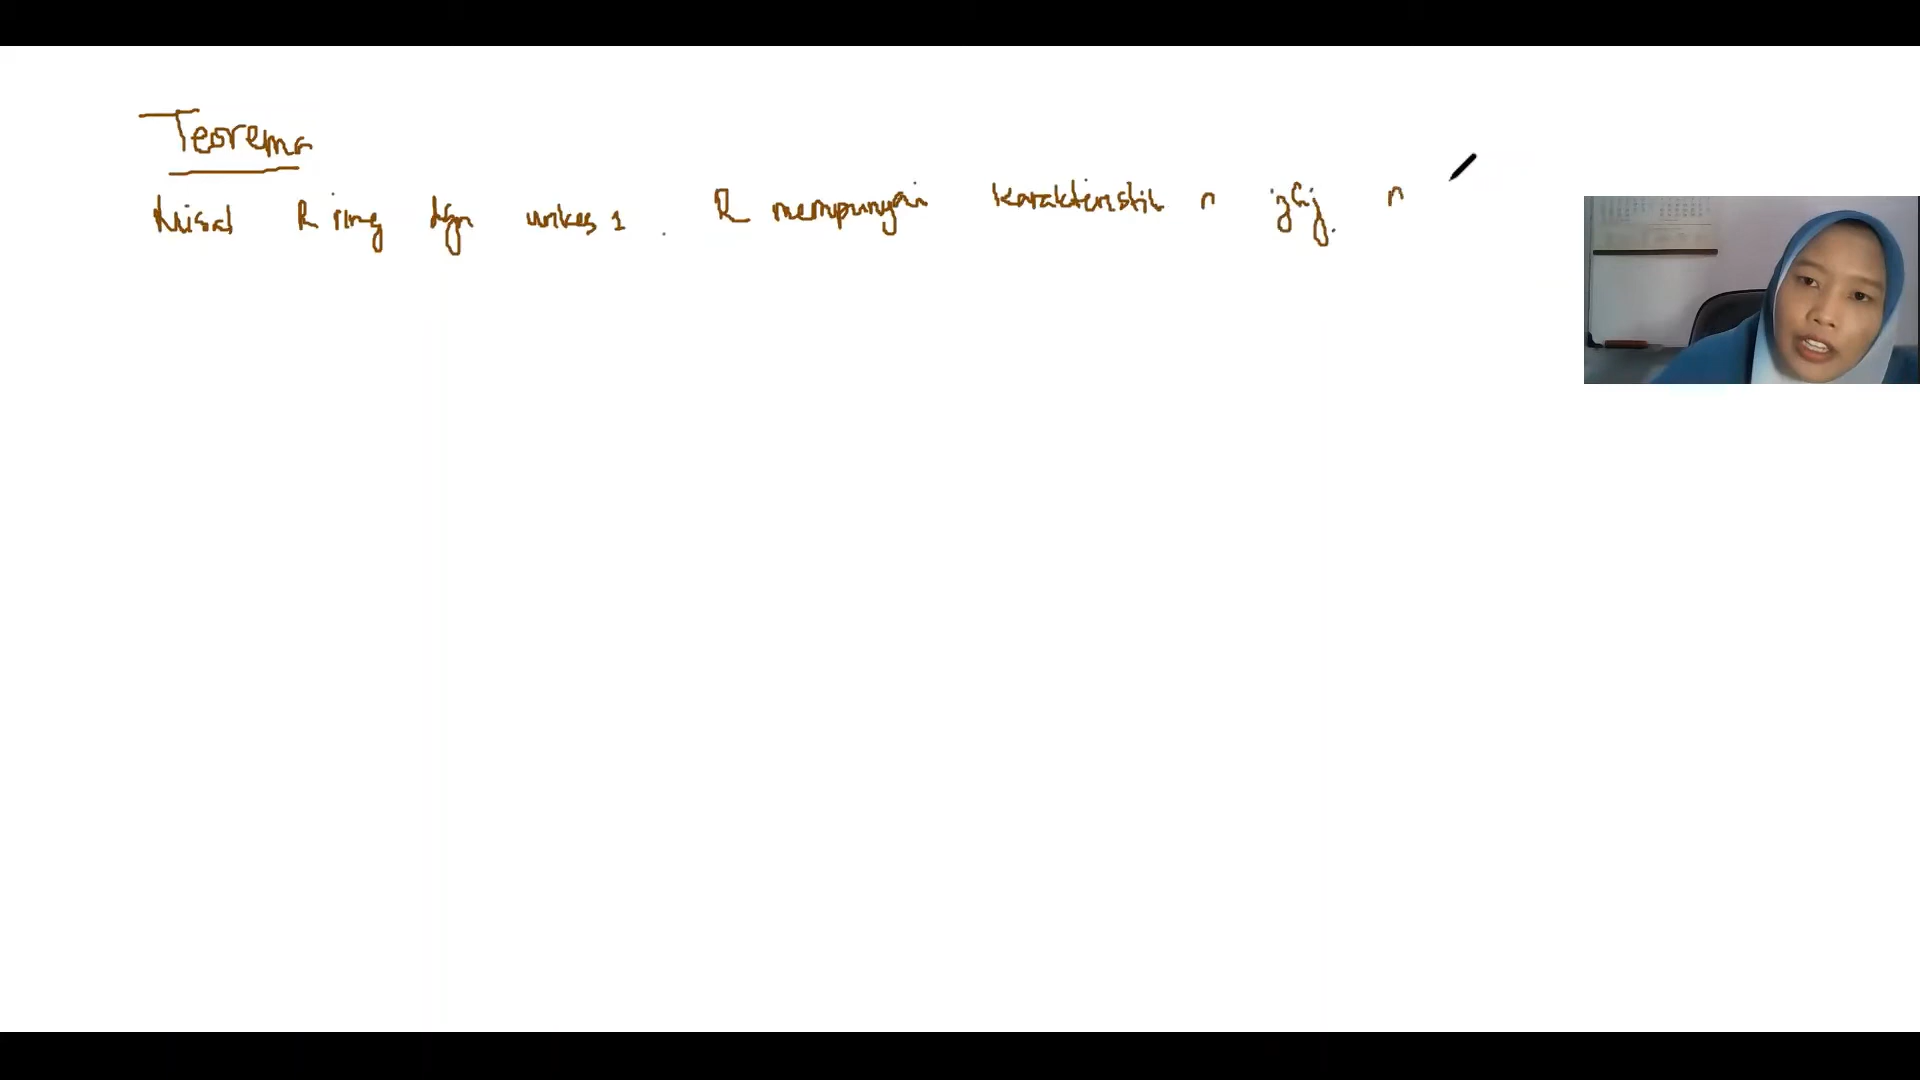 Teorema
Misal R ring dgn unkes 1 . R mempunyai karakteristik n jhj. n